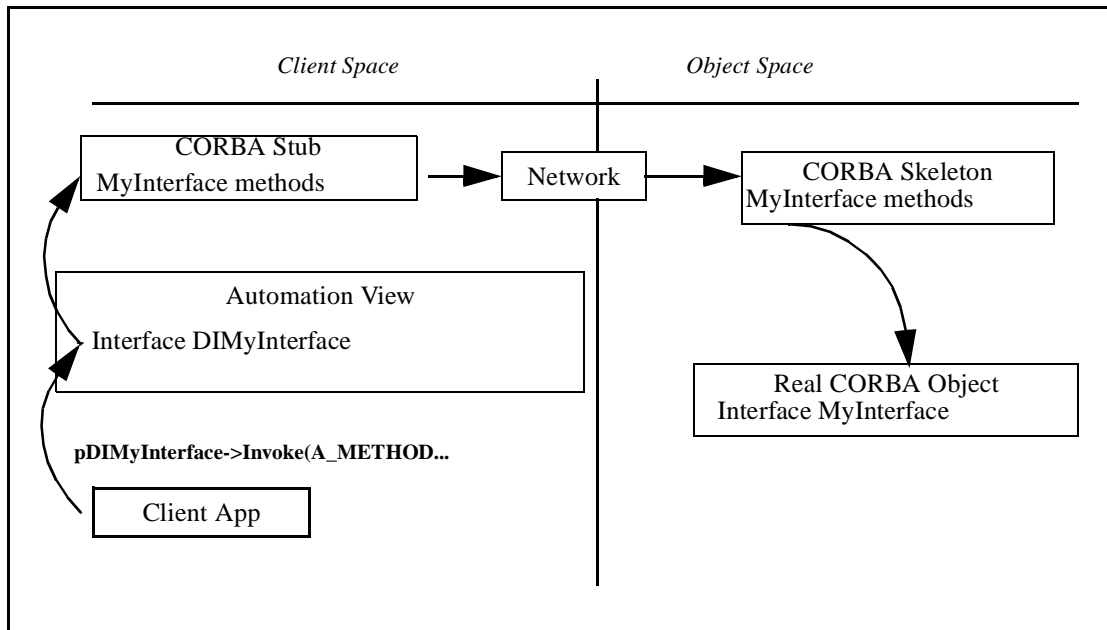 Client Space
Object Space
CORBA Stub
MyInterface methods
Network
CORBA Skeleton
MyInterface methods
Automation View
Interface DIMyInterface
Real CORBA Object
Interface MyInterface
pDIMyInterface->Invoke(A_METHOD...
Client App